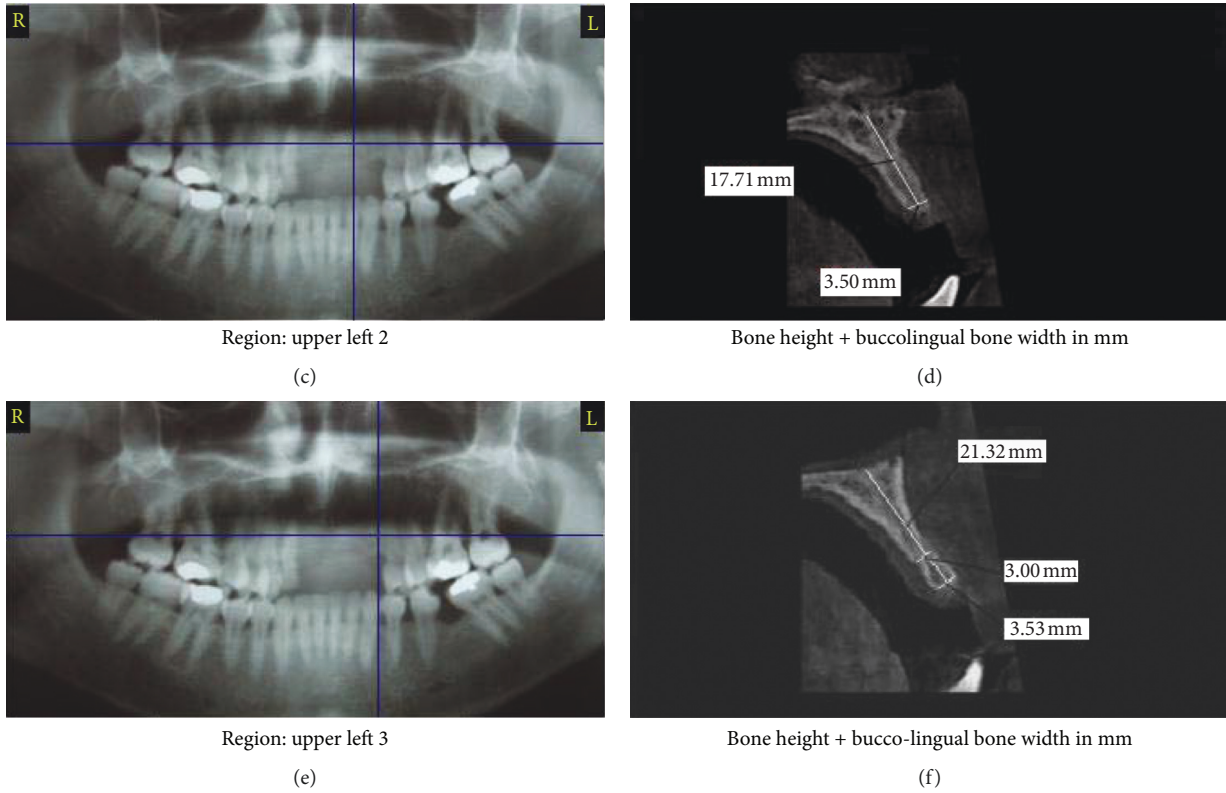 R
L
17.71 mm
3.50 mm
Region: upper left 2
Bone height + buccolingual bone width in mm
(c)
(d)
R
L
21.32 mm
3.00 mm
3.53 mm
Region: upper left 3
Bone height + bucco-lingual bone width in mm
(e)
(f)